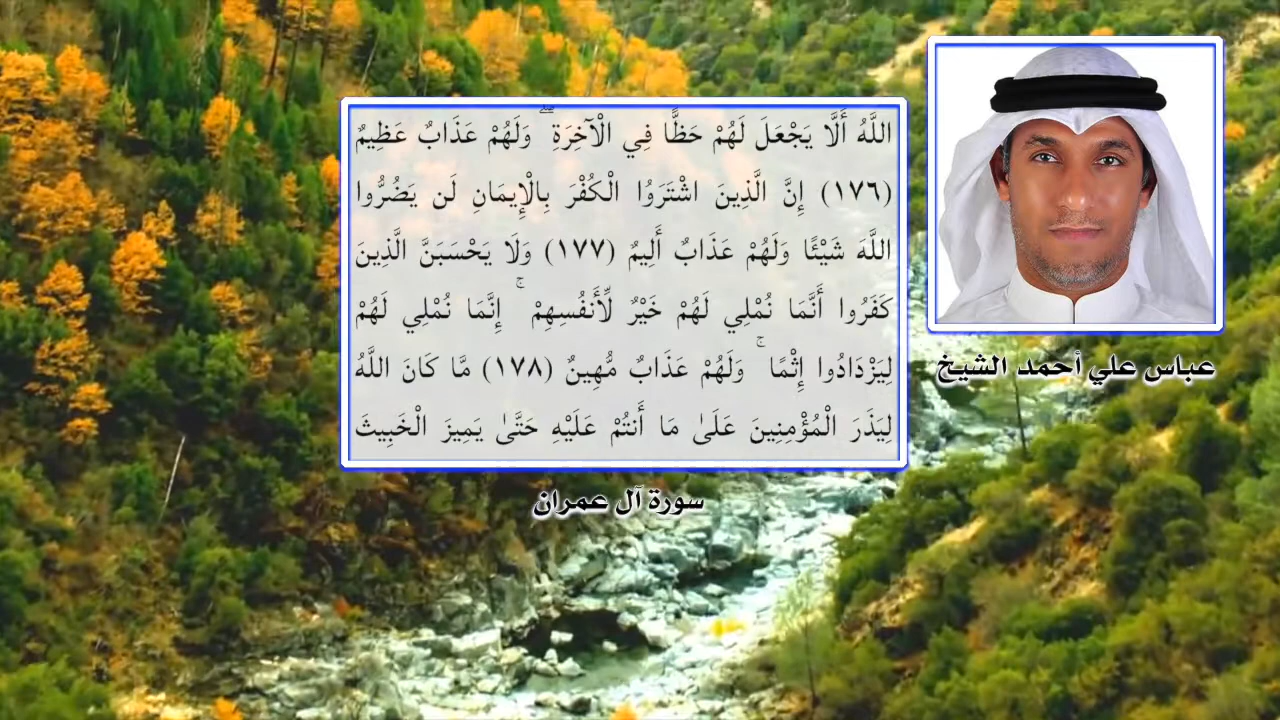 اللَّهُ أَلَّا يَجْعَلَ لَهُمْ حَظًّا فِي الْآخِرَةِ ۖ وَلَهُمْ عَذَابٌ عَظِيمٌ
(١٧٦) إِنَّ الَّذِينَ اشْتَرَوُا الْكُفْرَ بِالْإِيمَانِ لَن يَضُرُّوا
اللَّهَ شَيْئًا وَلَهُمْ عَذَابٌ أَلِيمٌ (١٧٧) وَلَا يَحْسَبَنَّ الَّذِينَ
كَفَرُوا أَنَّمَا نُمْلِي لَهُمْ خَيْرٌ لِّأَنفُسِهِمْ ۚ إِنَّمَا نُمْلِي لَهُمْ
لِيَزْدَادُوا إِثْمًا ۚ وَلَهُمْ عَذَابٌ مُّهِينٌ (١٧٨) مَّا كَانَ اللَّهُ
لِيَذَرَ الْمُؤْمِنِينَ عَلَىٰ مَا أَنتُمْ عَلَيْهِ حَتَّىٰ يَمِيزَ الْخَبِيثَ
سورة آل عمران
عباس علي أحمد الشيخ